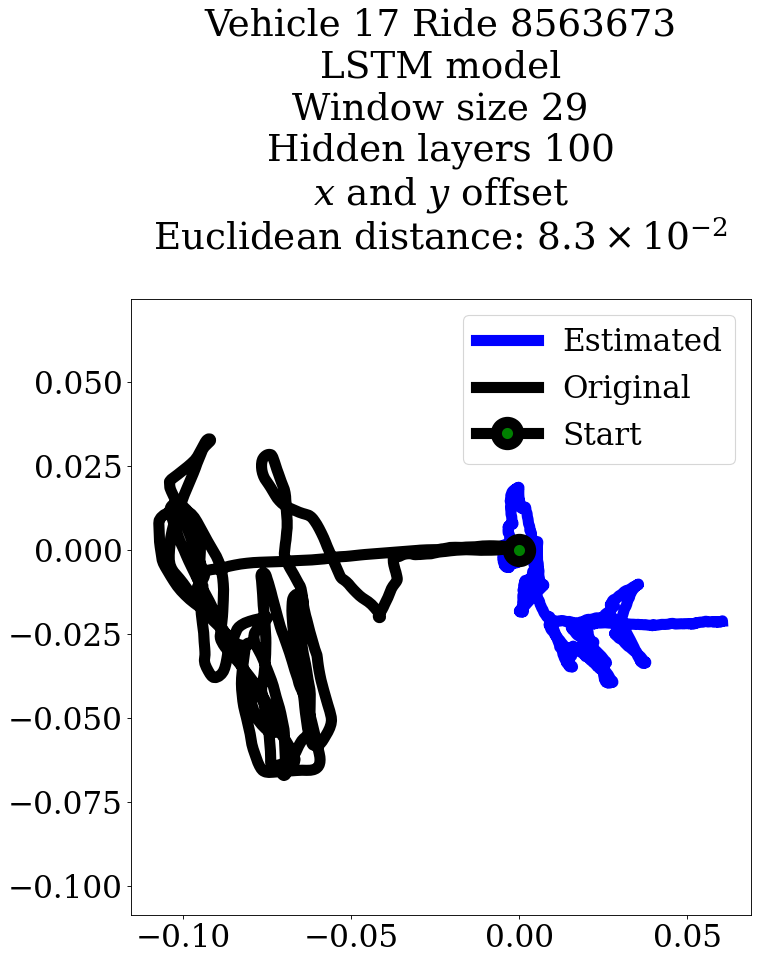 Vehicle 17 Ride 8563673
LSTM model
Window size 29
Hidden layers 100
x and y offset
Euclidean distance: 8.3 × 10⁻²
Estimated
Original
Start
0.050
0.025
0.000
−0.025
−0.050
−0.075
−0.100
−0.10 −0.05 0.00 0.05